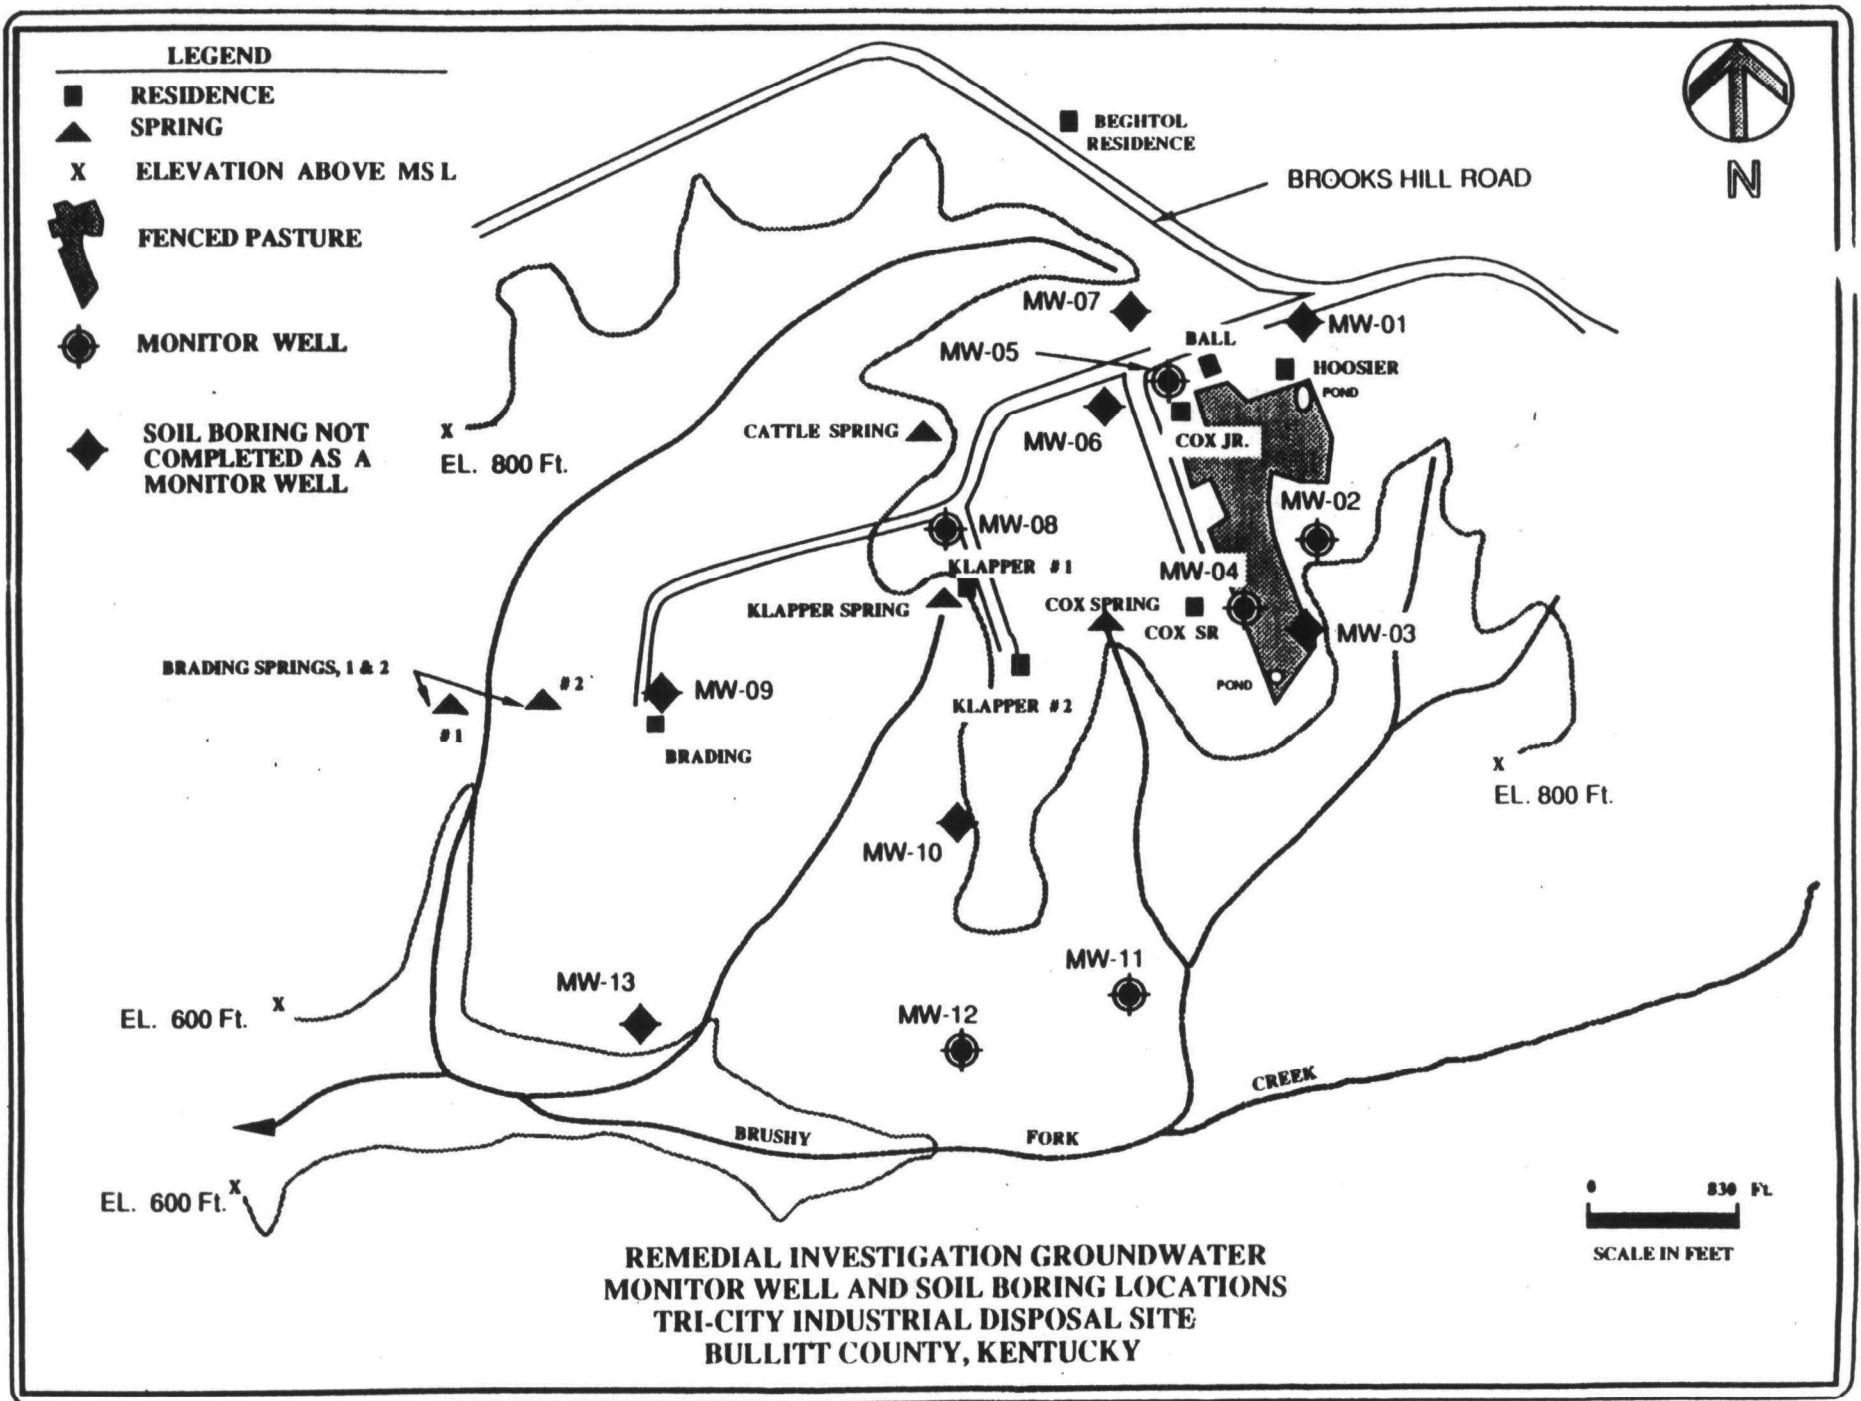 LEGEND
RESIDENCE
SPRING
X ELEVATION ABOVE MSL
FENCED PASTURE
MONITOR WELL
SOIL BORING NOT
COMPLETED AS A
MONITOR WELL
N
BEGHTOL
RESIDENCE
BROOKS HILL ROAD
MW-07
MW-01
MW-05
BALL
HOOSIER
POND
CATTLE SPRING
MW-06
COX JR.
X
EL. 800 Ft.
MW-02
MW-08
KLAPPER #1
MW-04
KLAPPER SPRING
COX SPRING
COX SR
MW-03
BRADING SPRINGS, 1 & 2
#2
#1
MW-09
BRADING
KLAPPER #2
POND
X
EL. 800 Ft.
MW-10
MW-11
MW-13
MW-12
EL. 600 Ft. X
CREEK
BRUSHY
FORK
EL. 600 Ft. X
0 830 Ft.
SCALE IN FEET
REMEDIAL INVESTIGATION GROUNDWATER
MONITOR WELL AND SOIL BORING LOCATIONS
TRI-CITY INDUSTRIAL DISPOSAL SITE
BULLITT COUNTY, KENTUCKY